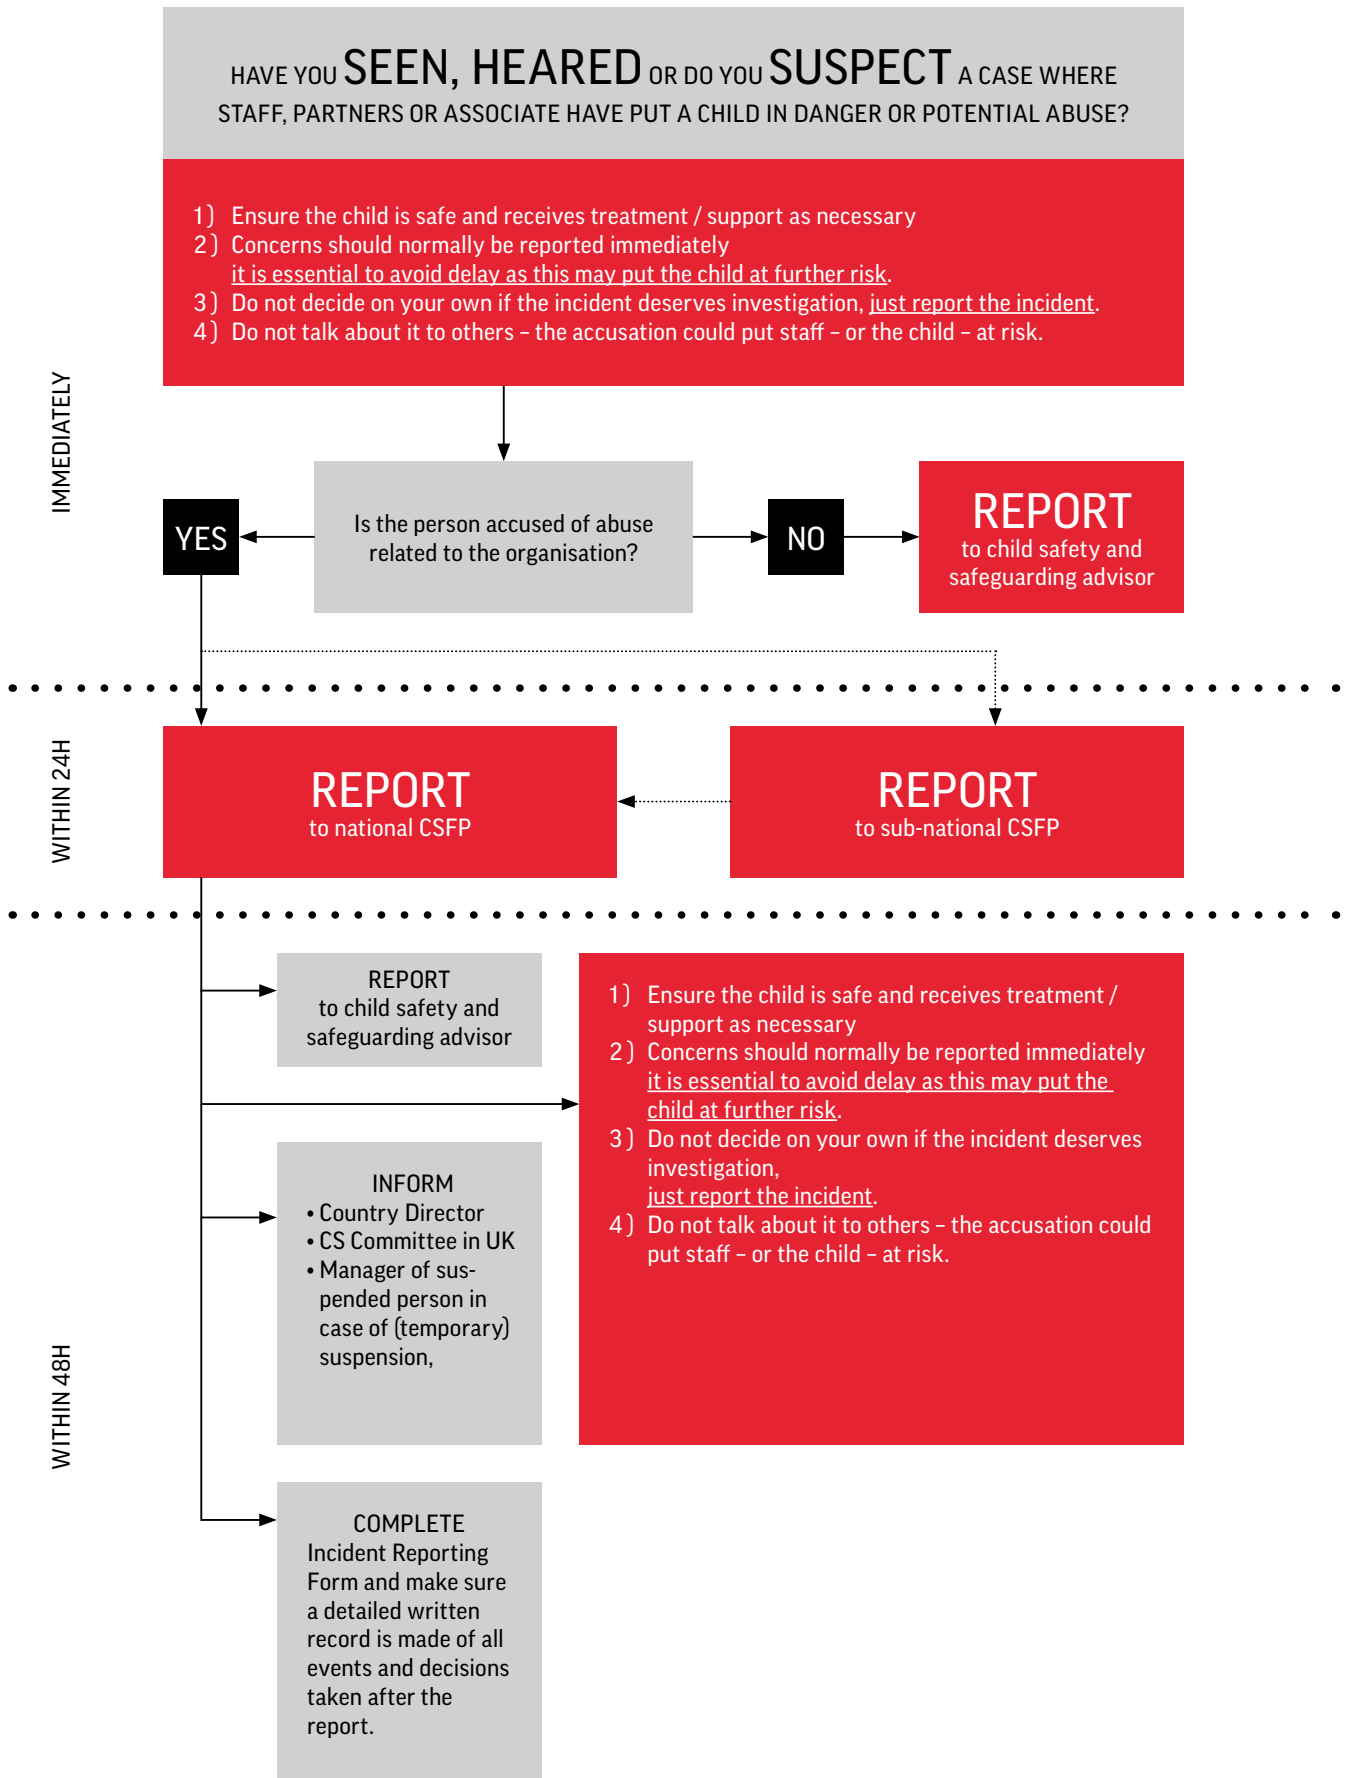 HAVE YOU SEEN, HEARED OR DO YOU SUSPECT A CASE WHERE
STAFF, PARTNERS OR ASSOCIATE HAVE PUT A CHILD IN DANGER OR POTENTIAL ABUSE?
1) Ensure the child is safe and receives treatment / support as necessary
2) Concerns should normally be reported immediately
it is essential to avoid delay as this may put the child at further risk.
3) Do not decide on your own if the incident deserves investigation, just report the incident.
4) Do not talk about it to others – the accusation could put staff – or the child – at risk.
IMMEDIATELY
YES
Is the person accused of abuse
related to the organisation?
NO
REPORT
to child safety and
safeguarding advisor
WITHIN 24H
REPORT
to national CSFP
REPORT
to sub-national CSFP
WITHIN 48H
REPORT
to child safety and
safeguarding advisor
1) Ensure the child is safe and receives treatment /
support as necessary
2) Concerns should normally be reported immediately
it is essential to avoid delay as this may put the
child at further risk.
3) Do not decide on your own if the incident deserves
investigation,
just report the incident.
4) Do not talk about it to others – the accusation could
put staff – or the child – at risk.
INFORM
• Country Director
• CS Committee in UK
• Manager of sus-
pended person in
case of (temporary)
suspension,
COMPLETE
Incident Reporting
Form and make sure
a detailed written
record is made of all
events and decisions
taken after the
report.